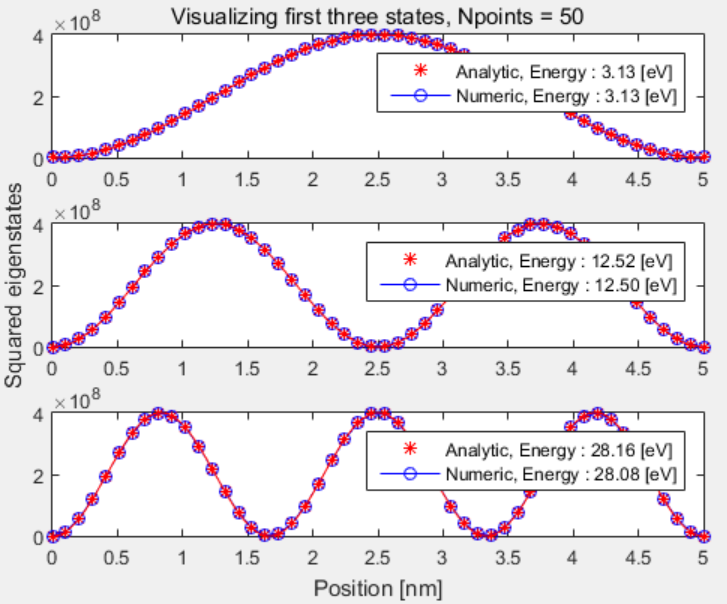 Visualizing first three states, Npoints = 50
×10^8
4
2
0
0 0.5 1 1.5 2 2.5 3 3.5 4 4.5 5
Analytic, Energy : 3.13 [eV]
Numeric, Energy : 3.13 [eV]
×10^8
4
2
0
0 0.5 1 1.5 2 2.5 3 3.5 4 4.5 5
Analytic, Energy : 12.52 [eV]
Numeric, Energy : 12.50 [eV]
Squared eigenstates
×10^8
4
2
0
0 0.5 1 1.5 2 2.5 3 3.5 4 4.5 5
Analytic, Energy : 28.16 [eV]
Numeric, Energy : 28.08 [eV]
Position [nm]